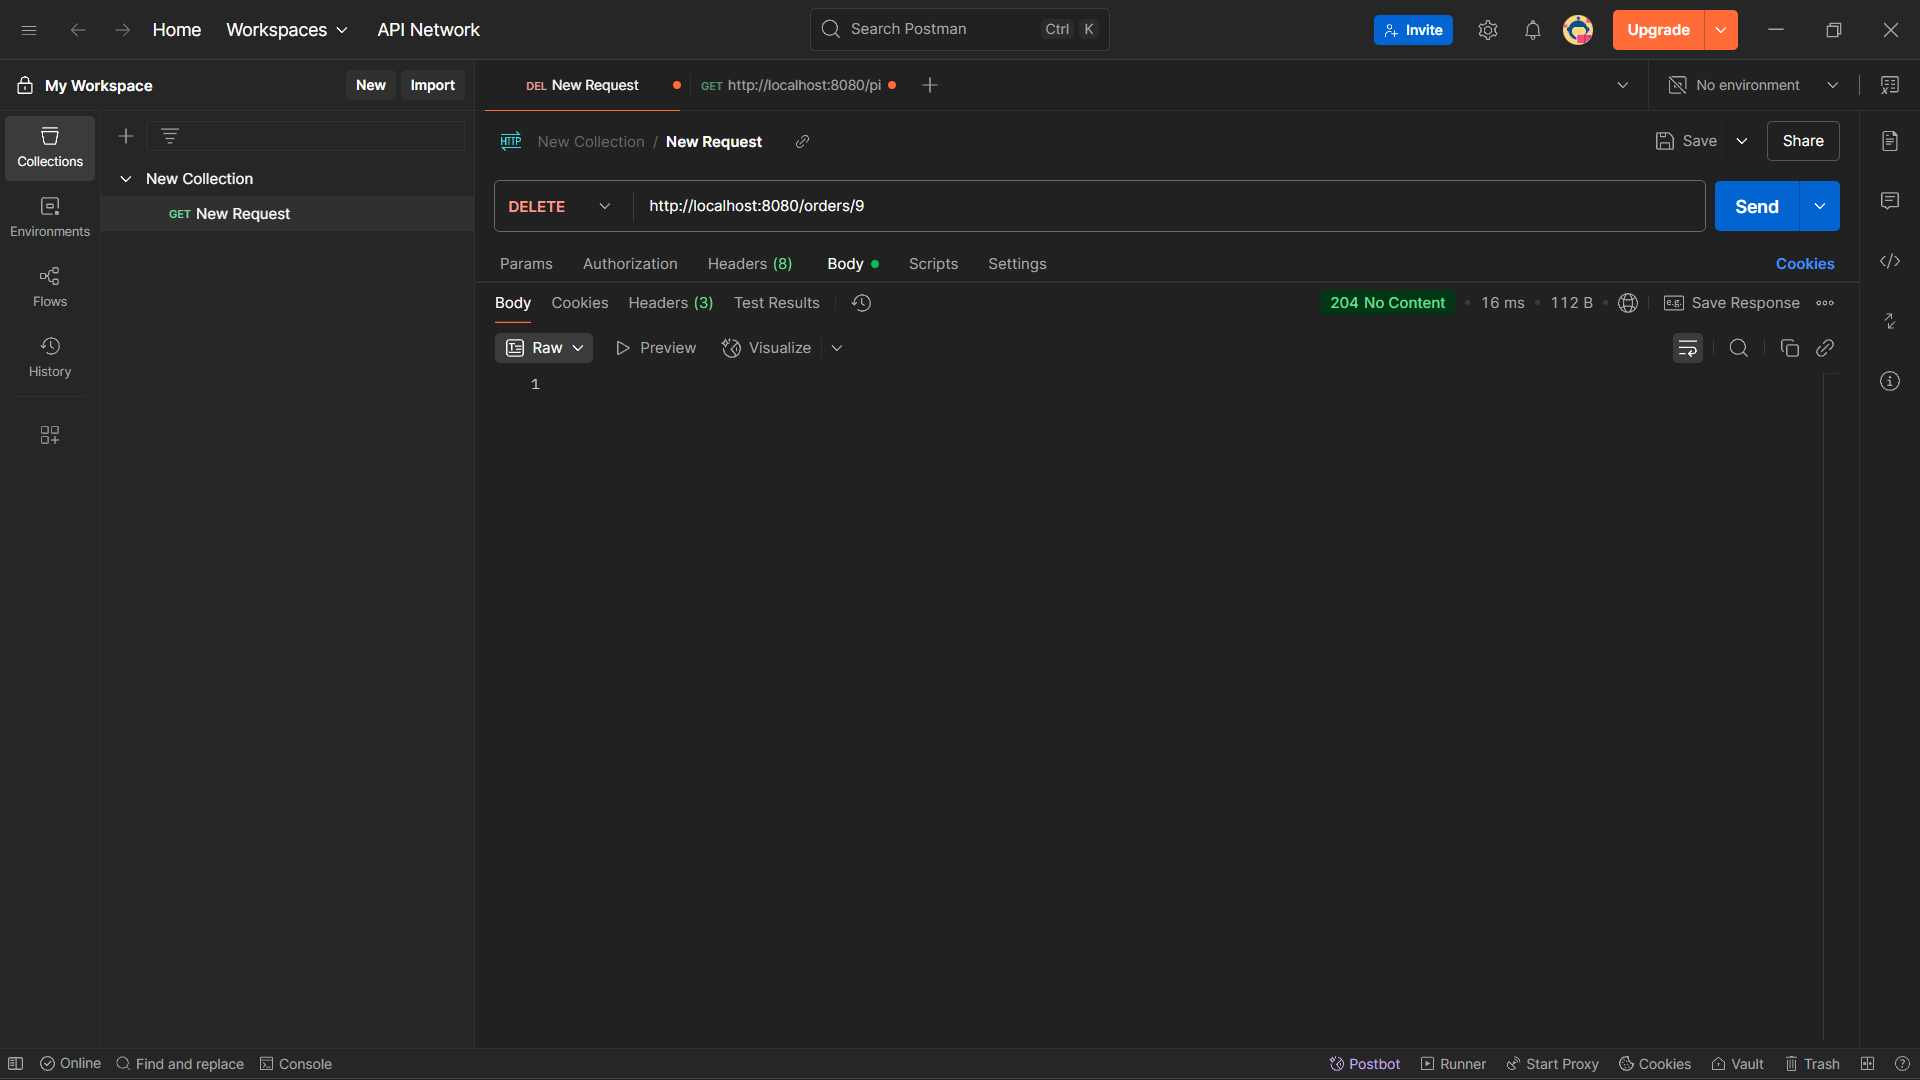 Home Workspaces API Network Search Postman Ctrl K Invite Upgrade
My Workspace New Import DEL New Request GET http://localhost:8080/pi No environment
Collections
Environments
Flows
History
New Collection
GET New Request
HTTP New Collection / New Request Save Share
DELETE http://localhost:8080/orders/9 Send
Params Authorization Headers (8) Body Scripts Settings Cookies
Body Cookies Headers (3) Test Results 204 No Content 16 ms 112 B e.g. Save Response
Raw Preview Visualize
1
Online Find and replace Console Postbot Runner Start Proxy Cookies Vault Trash